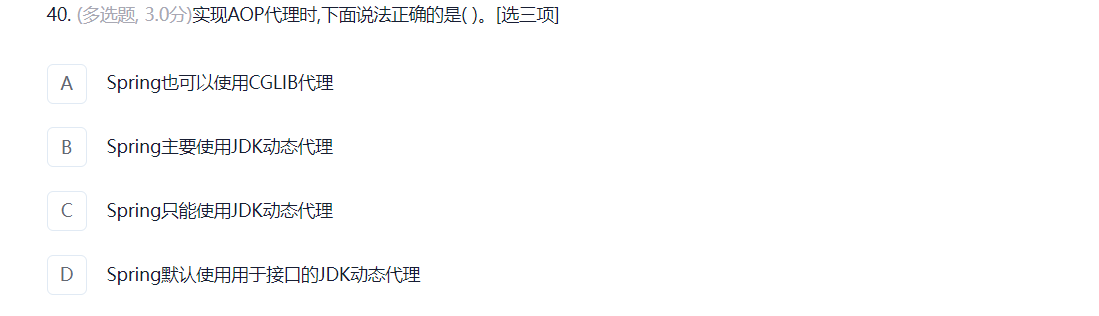 40. (多选题, 3.0分)实现AOP代理时,下面说法正确的是( )。[选三项]
A Spring也可以使用CGLIB代理
B Spring主要使用JDK动态代理
C Spring只能使用JDK动态代理
D Spring默认使用用于接口的JDK动态代理